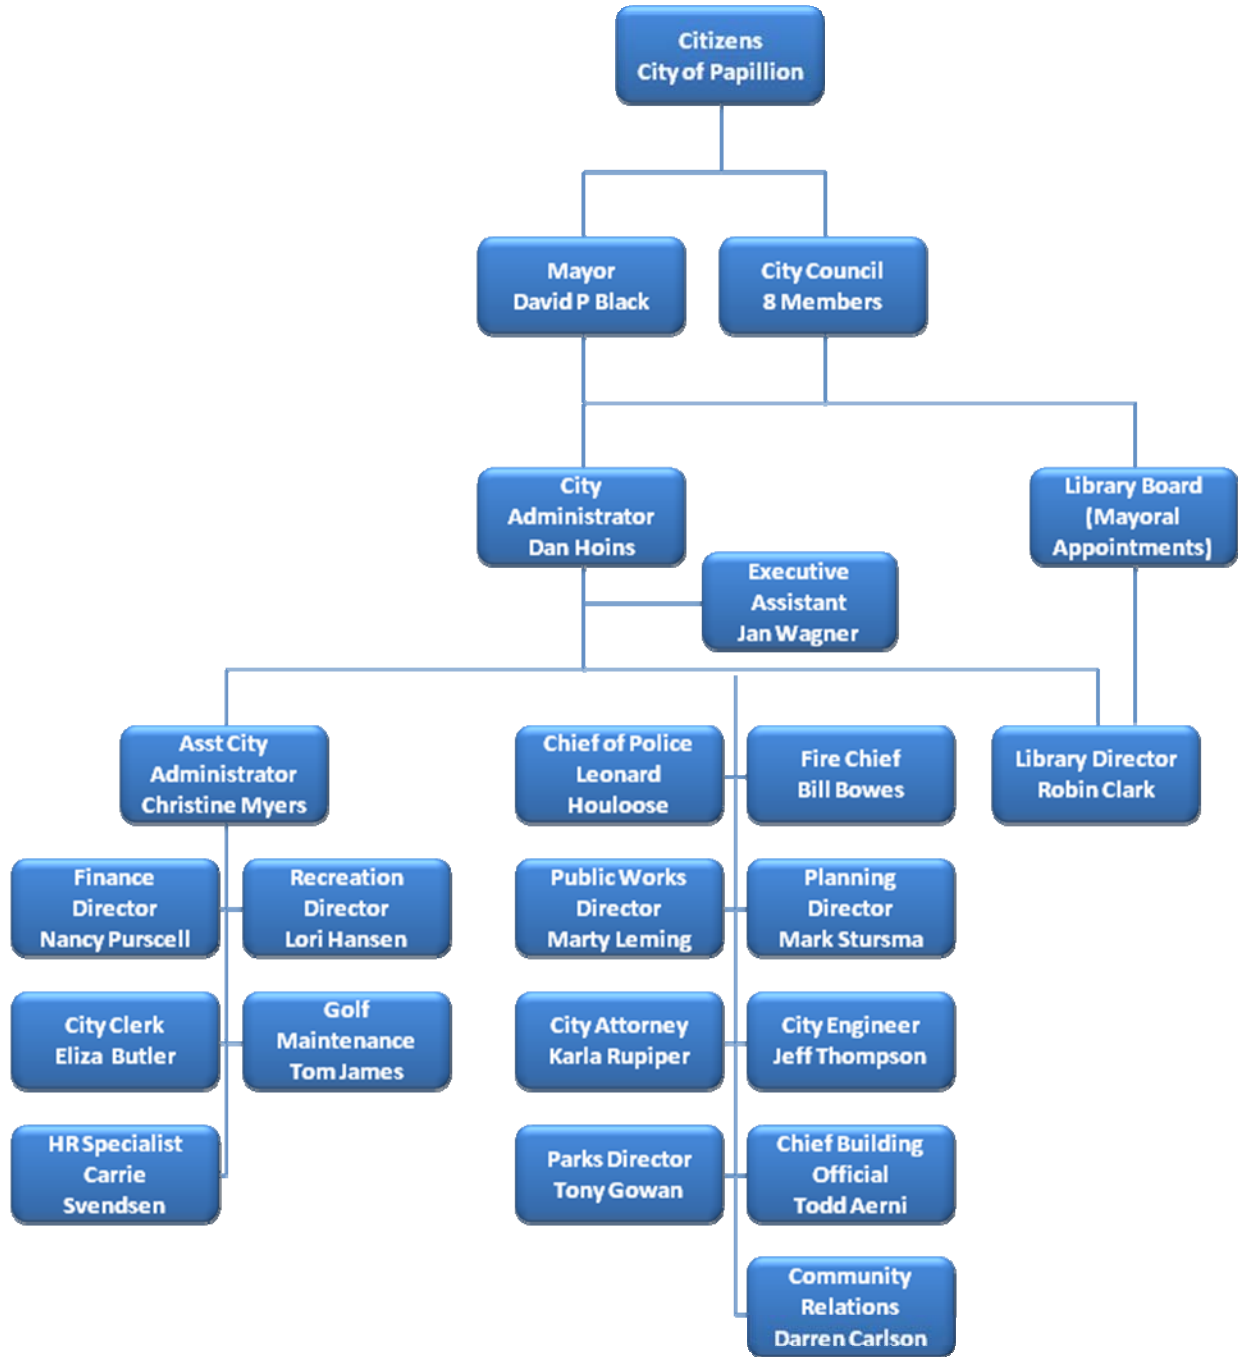 Citizens
City of Papillion
Mayor
David P Black
City Council
8 Members
City
Administrator
Dan Hoins
Library Board
(Mayoral
Appointments)
Executive
Assistant
Jan Wagner
Asst City
Administrator
Christine Myers
Chief of Police
Leonard
Houloose
Fire Chief
Bill Bowes
Library Director
Robin Clark
Finance
Director
Nancy Purscell
Recreation
Director
Lori Hansen
Public Works
Director
Marty Leming
Planning
Director
Mark Stursma
City Clerk
Eliza Butler
Golf
Maintenance
Tom James
City Attorney
Karla Rupiper
City Engineer
Jeff Thompson
HR Specialist
Carrie
Svendsen
Parks Director
Tony Gowan
Chief Building
Official
Todd Aerni
Community
Relations
Darren Carlson